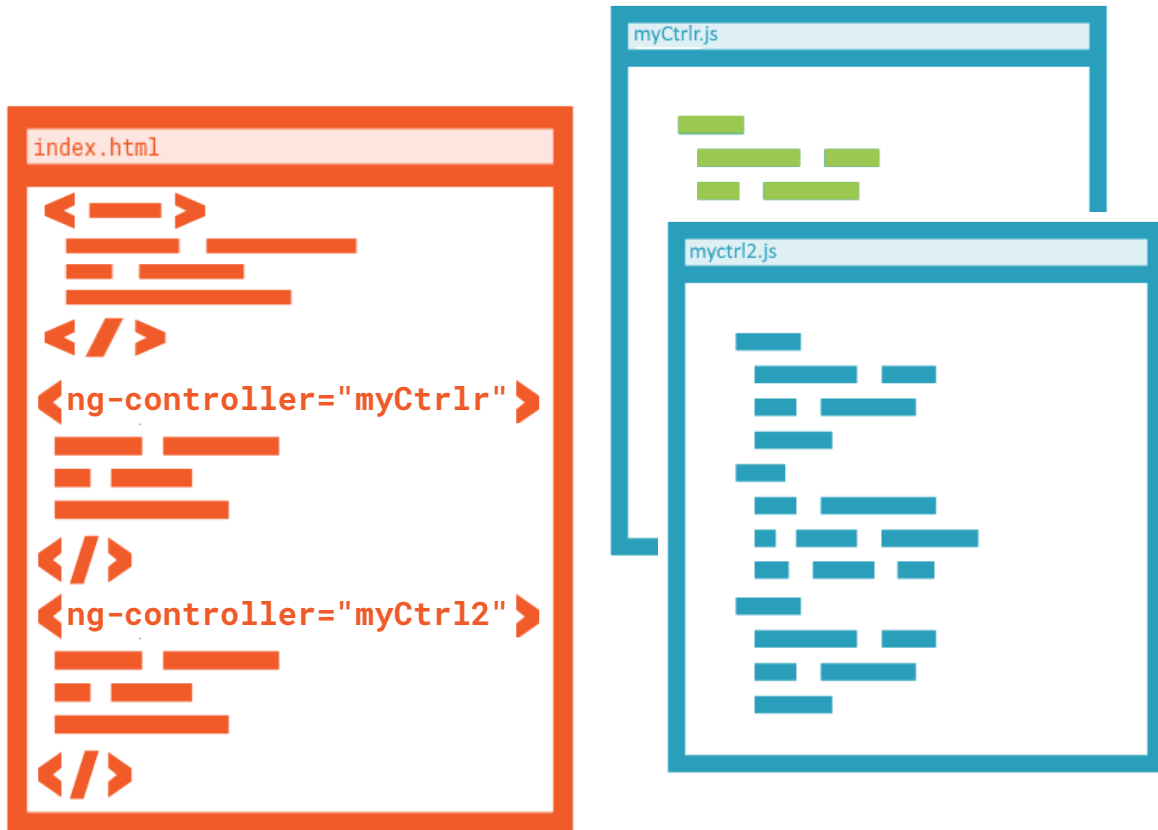 index.html
< >
</>
<ng-controller="myCtrlr">
</>
<ng-controller="myCtrl2">
</>
myCtrlr.js
myctrl2.js